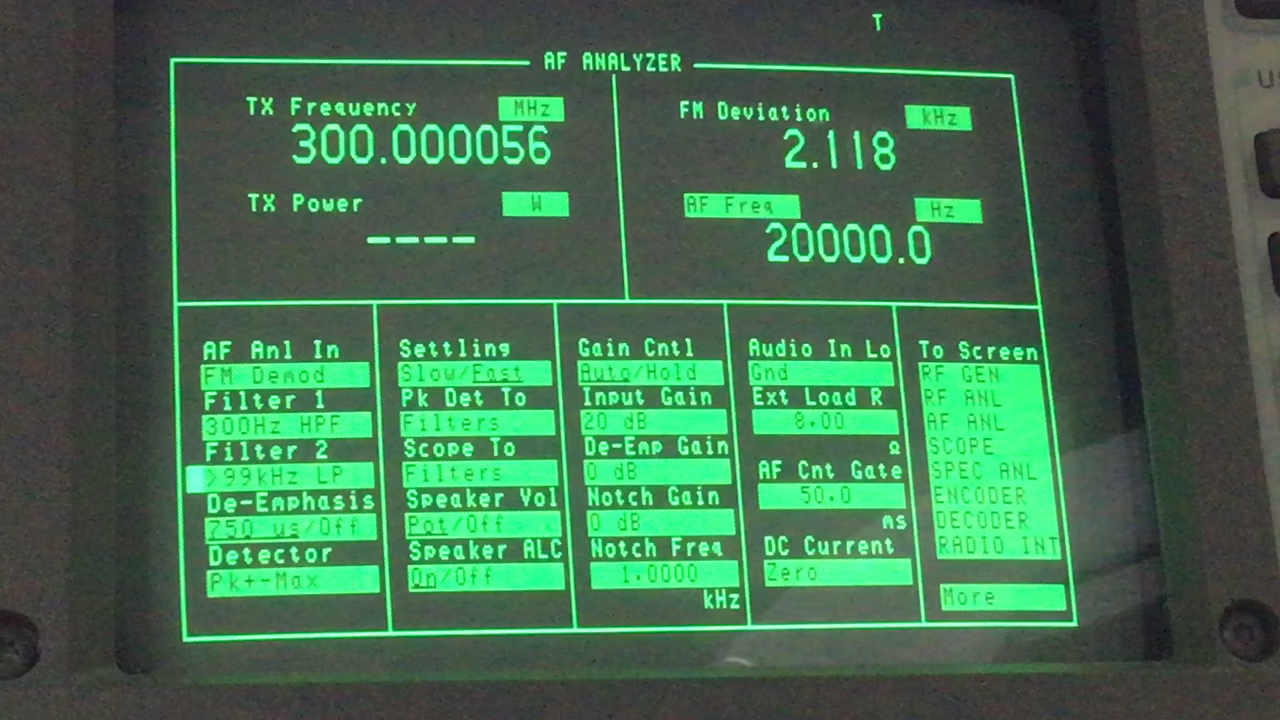 T
AF ANALYZER
TX Frequency MHz
300.000056
TX Power W
----
FM Deviation kHz
2.118
AF Freq Hz
20000.0
AF Anl In
FM Demod
Filter 1
300Hz HPF
Filter 2
>99kHz LP
De-Emphasis
750 us/Off
Detector
Pk+-Max
Settling
Slow/Fast
Pk Det To
Filters
Scope To
Filters
Speaker Vol
Pot/Off
Speaker ALC
On/Off
Gain Cntl
Auto/Hold
Input Gain
20 dB
De-Emp Gain
0 dB
Notch Gain
0 dB
Notch Freq
1.0000
kHz
Audio In Lo
Gnd
Ext Load R
8.00
Ω
AF Cnt Gate
50.0
ms
DC Current
Zero
To Screen
RF GEN
RF ANL
AF ANL
SCOPE
SPEC ANL
ENCODER
DECODER
RADIO INT
More